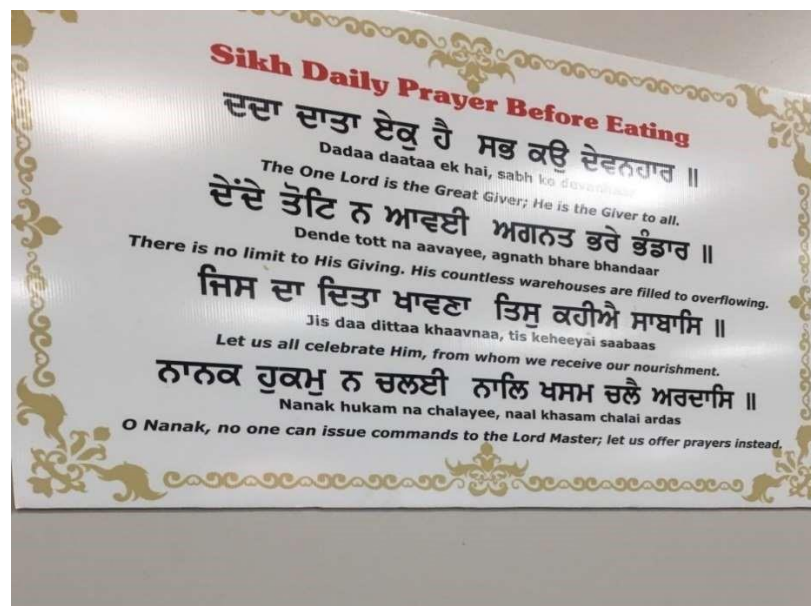 Sikh Daily Prayer Before Eating
ਦਦਾ ਦਾਤਾ ਏਕੁ ਹੈ ਸਭ ਕਉ ਦੇਵਨਹਾਰ ॥
Dadaa daataa ek hai, sabh ko devanhaar
The One Lord is the Great Giver; He is the Giver to all.
ਦੇਂਦੇ ਤੋਟਿ ਨ ਆਵਈ ਅਗਨਤ ਭਰੇ ਭੰਡਾਰ ॥
Dende tott na aavayee, agnath bhare bhandaar
There is no limit to His Giving. His countless warehouses are filled to overflowing.
ਜਿਸ ਦਾ ਦਿਤਾ ਖਾਵਣਾ ਤਿਸੁ ਕਹੀਐ ਸਾਬਾਸਿ ॥
Jis daa dittaa khaavnaa, tis keheeyai saabaas
Let us all celebrate Him, from whom we receive our nourishment.
ਨਾਨਕ ਹੁਕਮੁ ਨ ਚਲਈ ਨਾਲਿ ਖਸਮ ਚਲੈ ਅਰਦਾਸਿ ॥
Nanak hukam na chalayee, naal khasam chalai ardas
O Nanak, no one can issue commands to the Lord Master; let us offer prayers instead.